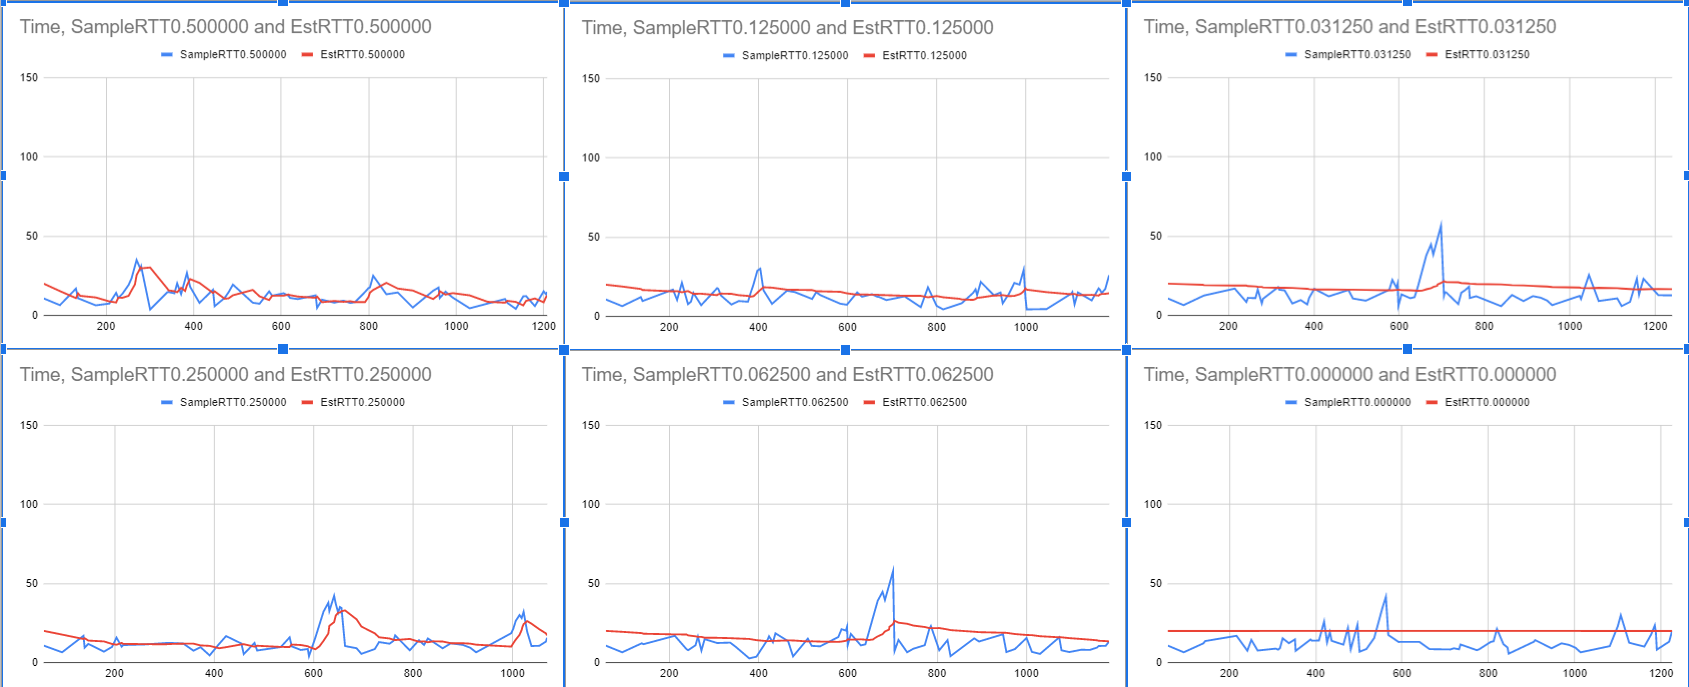 Time, SampleRTT0.500000 and EstRTT0.500000
SampleRTT0.500000 EstRTT0.500000
150
100
50
0
200 400 600 800 1000 1200
Time, SampleRTT0.125000 and EstRTT0.125000
SampleRTT0.125000 EstRTT0.125000
150
100
50
0
200 400 600 800 1000
Time, SampleRTT0.031250 and EstRTT0.031250
SampleRTT0.031250 EstRTT0.031250
150
100
50
0
200 400 600 800 1000 1200
Time, SampleRTT0.250000 and EstRTT0.250000
SampleRTT0.250000 EstRTT0.250000
150
100
50
0
200 400 600 800 1000
Time, SampleRTT0.062500 and EstRTT0.062500
SampleRTT0.062500 EstRTT0.062500
150
100
50
0
200 400 600 800 1000
Time, SampleRTT0.000000 and EstRTT0.000000
SampleRTT0.000000 EstRTT0.000000
150
100
50
0
200 400 600 800 1000 1200